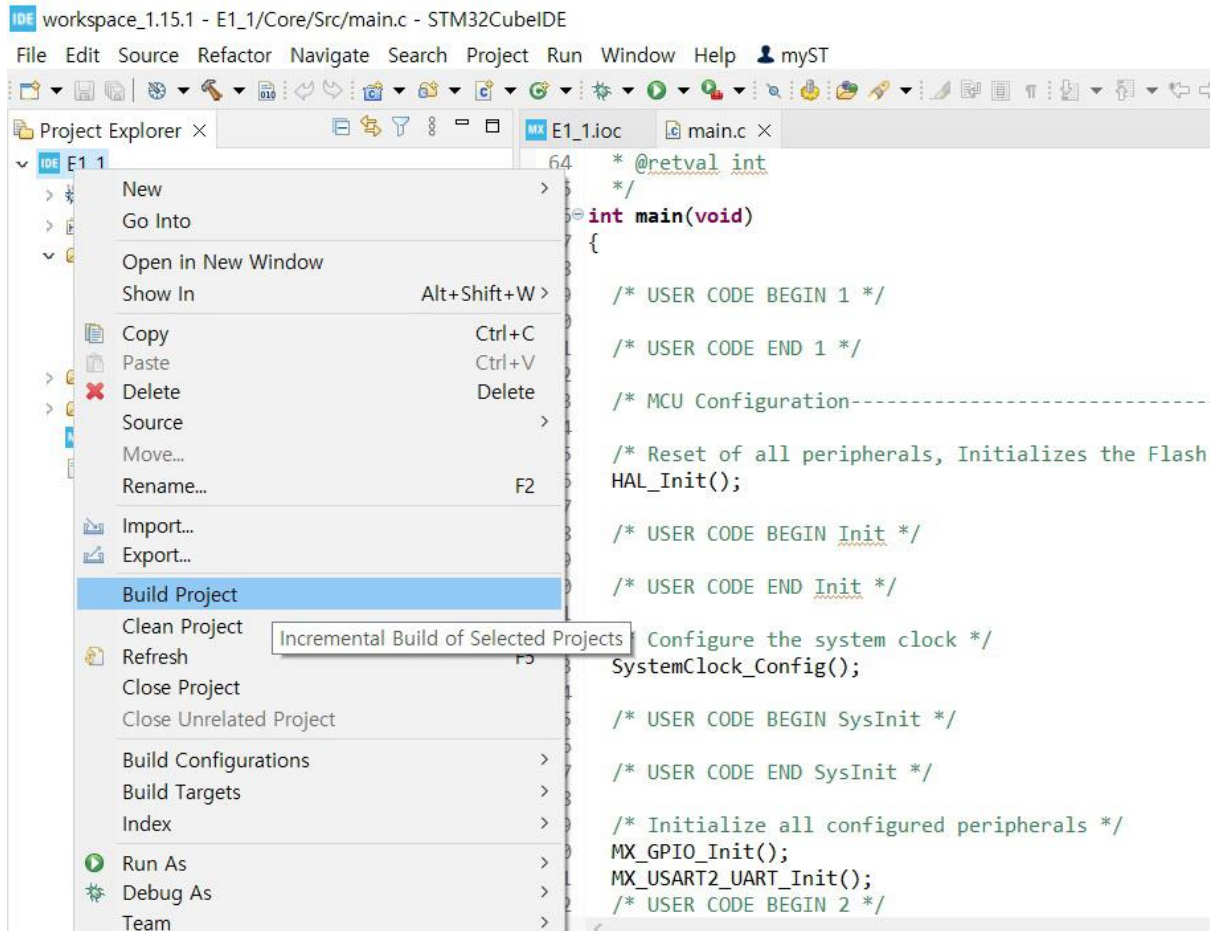 IDE workspace_1.15.1 - E1_1/Core/Src/main.c - STM32CubeIDE
File Edit Source Refactor Navigate Search Project Run Window Help myST
Project Explorer
MX E1_1.ioc
main.c
IDE E1_1
New
Go Into
Open in New Window
Show In Alt+Shift+W
Copy Ctrl+C
Paste Ctrl+V
Delete Delete
Source
Move...
Rename... F2
Import...
Export...
Build Project
Clean Project
Incremental Build of Selected Projects
Refresh F5
Close Project
Close Unrelated Project
Build Configurations
Build Targets
Index
Run As
Debug As
Team
64 * @retval int
*/
int main(void)
{
/* USER CODE BEGIN 1 */
/* USER CODE END 1 */
/* MCU Configuration------------------------------
/* Reset of all peripherals, Initializes the Flash
HAL_Init();
/* USER CODE BEGIN Init */
/* USER CODE END Init */
Configure the system clock */
SystemClock_Config();
/* USER CODE BEGIN SysInit */
/* USER CODE END SysInit */
/* Initialize all configured peripherals */
MX_GPIO_Init();
MX_USART2_UART_Init();
/* USER CODE BEGIN 2 */